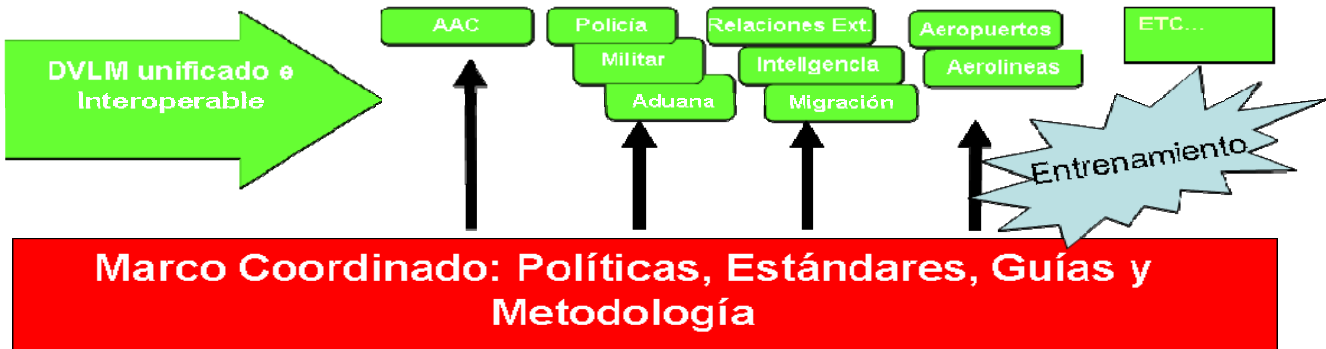 DVLM unificado e
Interoperable
AAC
Policía
Militar
Aduana
Relaciones Ext.
Inteligencia
Migración
Aeropuertos
Aerolíneas
ETC...
Entrenamiento
Marco Coordinado: Políticas, Estándares, Guías y
Metodología